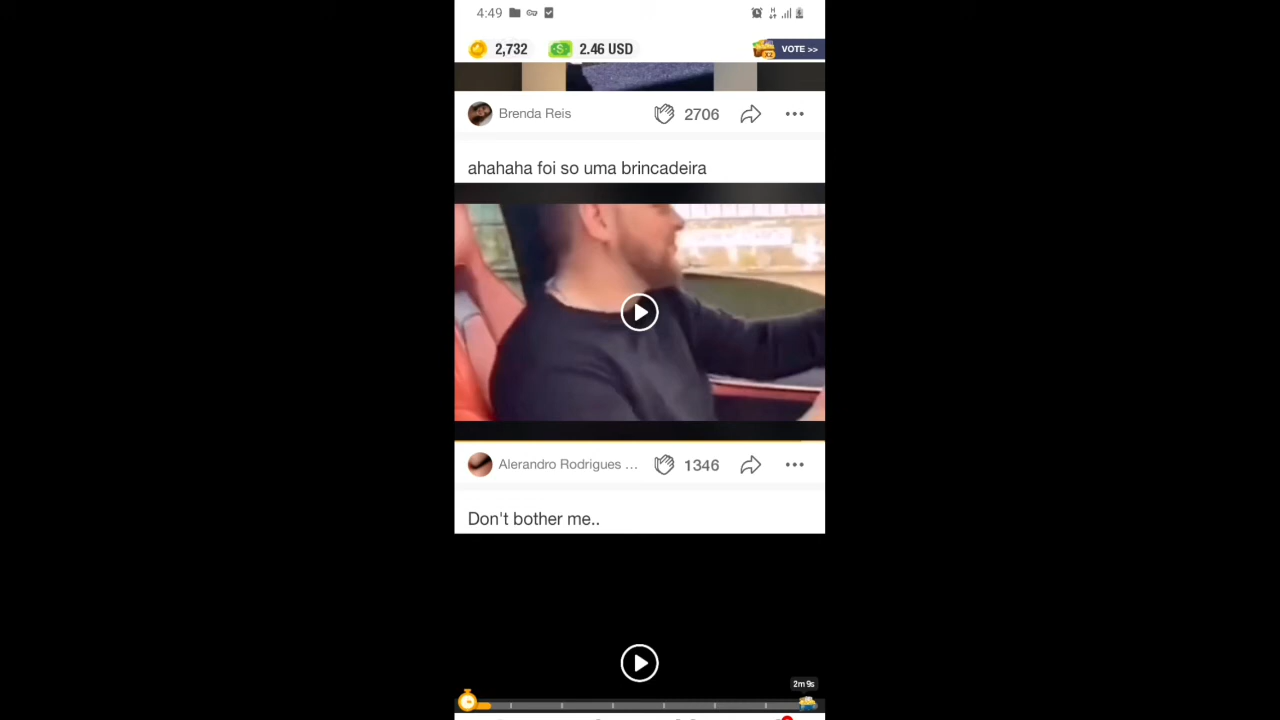 4:49
2,732 2.46 USD VOTE >>
Brenda Reis 2706
ahahaha foi so uma brincadeira
Alerandro Rodrigues ... 1346
Don't bother me..
2m 9s